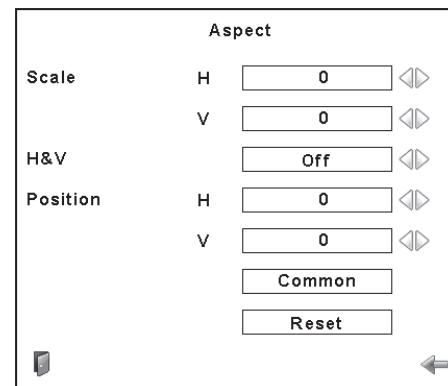 Aspect
Scale H 0
V 0
H&V Off
Position H 0
V 0
Common
Reset